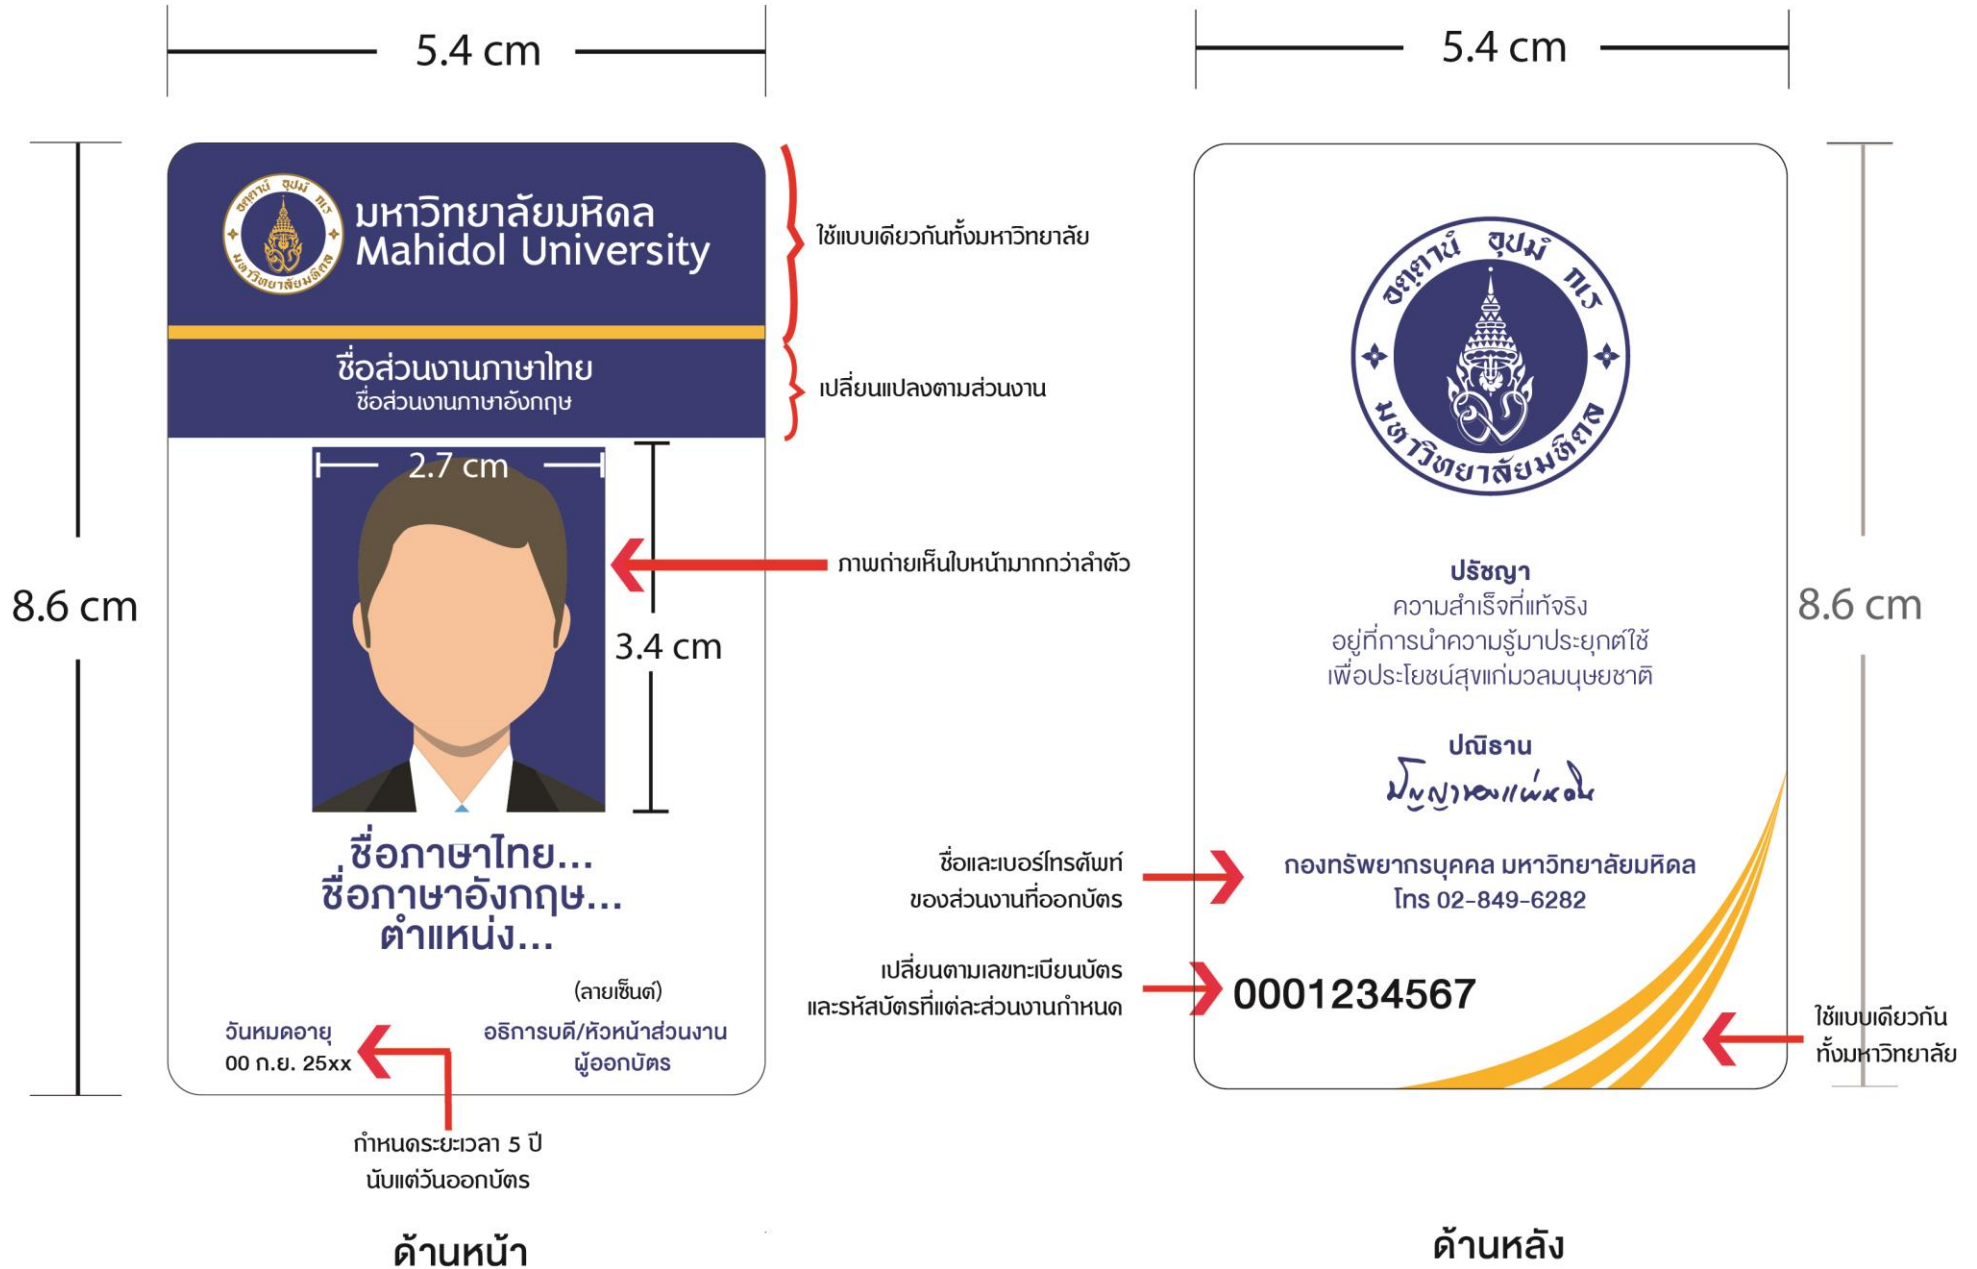 5.4 cm
5.4 cm
อตฺตานํ อุปมํ กเร
มหาวิทยาลัยมหิดล
มหาวิทยาลัยมหิดล
Mahidol University
ใช้แบบเดียวกันทั้งมหาวิทยาลัย
ชื่อส่วนงานภาษาไทย
ชื่อส่วนงานภาษาอังกฤษ
เปลี่ยนแปลงตามส่วนงาน
2.7 cm
ภาพถ่ายเห็นใบหน้ามากกว่าลำตัว
8.6 cm
3.4 cm
ชื่อภาษาไทย...
ชื่อภาษาอังกฤษ...
ตำแหน่ง...
(ลายเซ็นต์)
วันหมดอายุ
00 ก.ย. 25xx
อธิการบดี/หัวหน้าส่วนงาน
ผู้ออกบัตร
กำหนดระยะเวลา 5 ปี
นับแต่วันออกบัตร
ด้านหน้า
อตฺตานํ อุปมํ กเร
มหาวิทยาลัยมหิดล
ปรัชญา
ความสำเร็จที่แท้จริง
อยู่ที่การนำความรู้มาประยุกต์ใช้
เพื่อประโยชน์สุขแก่มวลมนุษยชาติ
8.6 cm
ปณิธาน
ปัญญาของแผ่นดิน
ชื่อและเบอร์โทรศัพท์
ของส่วนงานที่ออกบัตร
กองทรัพยากรบุคคล มหาวิทยาลัยมหิดล
โทร 02-849-6282
เปลี่ยนตามเลขทะเบียนบัตร
และรหัสบัตรที่แต่ละส่วนงานกำหนด
0001234567
ใช้แบบเดียวกัน
ทั้งมหาวิทยาลัย
ด้านหลัง